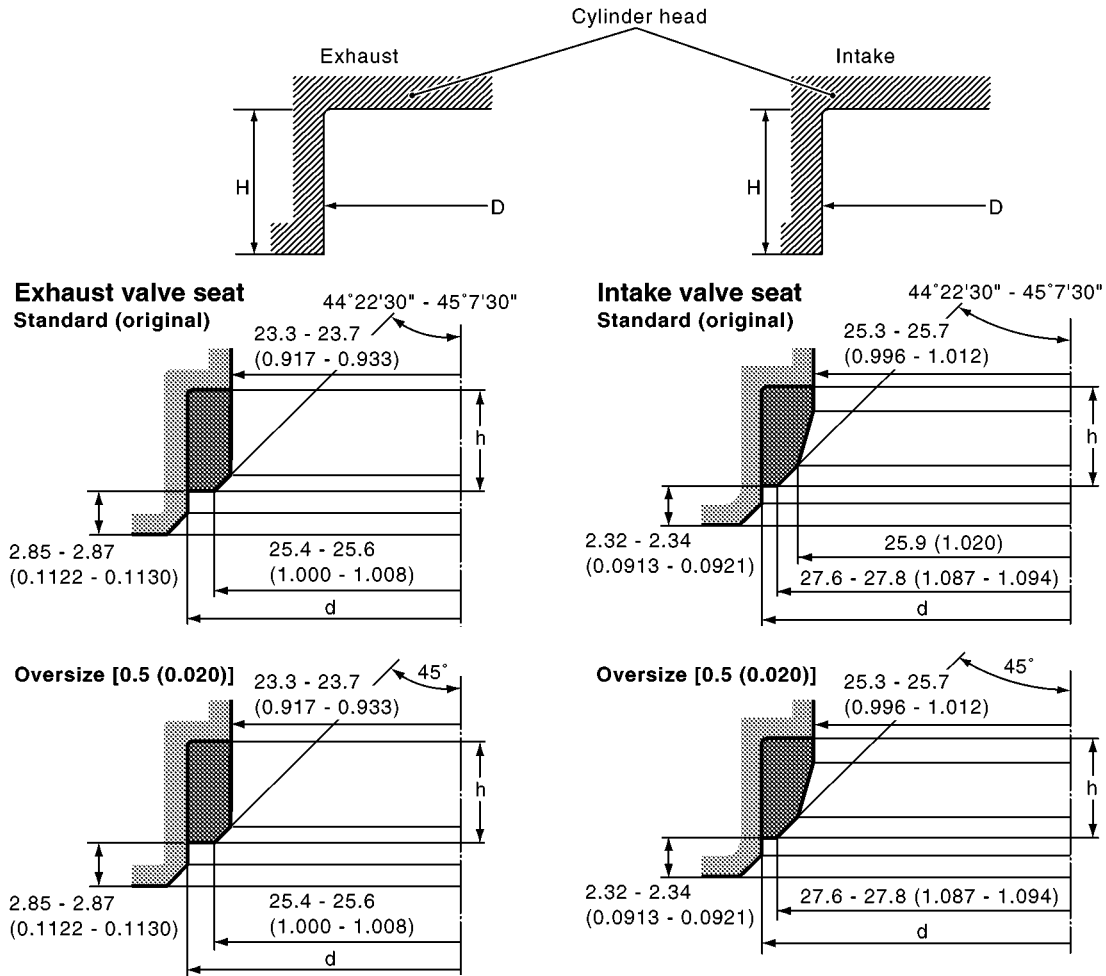 Cylinder head
Exhaust
Intake
H
D
H
D
Exhaust valve seat
Standard (original)
44°22'30" - 45°7'30"
23.3 - 23.7
(0.917 - 0.933)
h
2.85 - 2.87
(0.1122 - 0.1130)
25.4 - 25.6
(1.000 - 1.008)
d
Intake valve seat
Standard (original)
44°22'30" - 45°7'30"
25.3 - 25.7
(0.996 - 1.012)
h
2.32 - 2.34
(0.0913 - 0.0921)
25.9 (1.020)
27.6 - 27.8 (1.087 - 1.094)
d
Oversize [0.5 (0.020)]
45°
23.3 - 23.7
(0.917 - 0.933)
h
2.85 - 2.87
(0.1122 - 0.1130)
25.4 - 25.6
(1.000 - 1.008)
d
Oversize [0.5 (0.020)]
45°
25.3 - 25.7
(0.996 - 1.012)
h
2.32 - 2.34
(0.0913 - 0.0921)
27.6 - 27.8 (1.087 - 1.094)
d